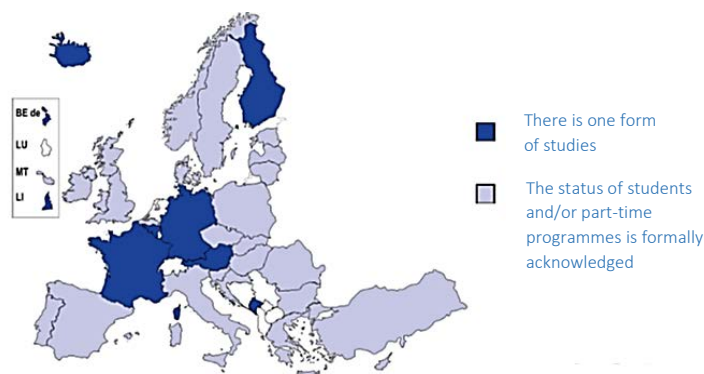 BE de
LU
MT
LI
There is one form
of studies
The status of students
and/or part-time
programmes is formally
acknowledged